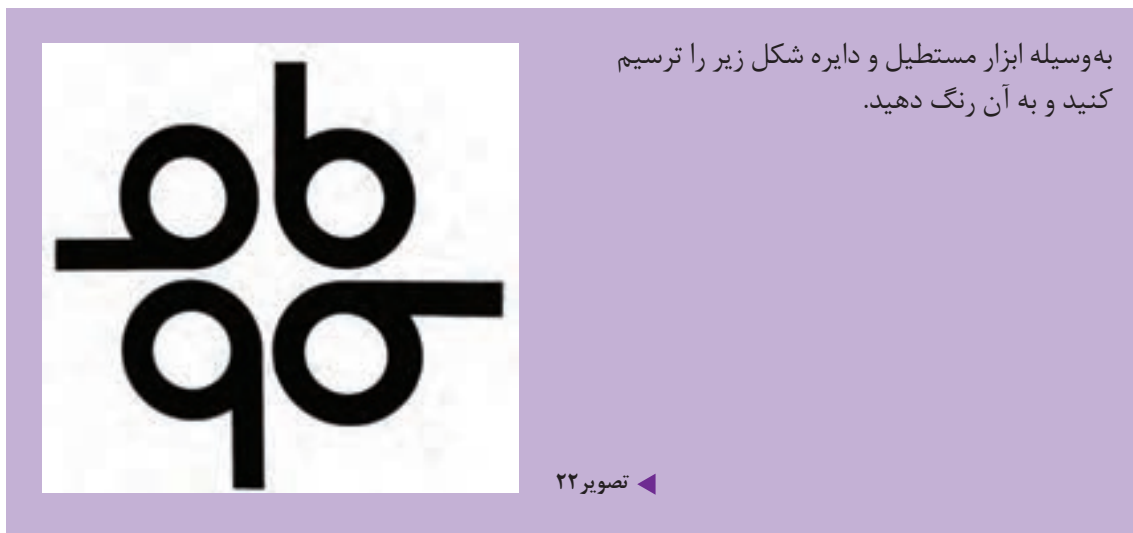 به‌وسیله ابزار مستطیل و دایره شکل زیر را ترسیم
کنید و به آن رنگ دهید.
تصویر۲۲